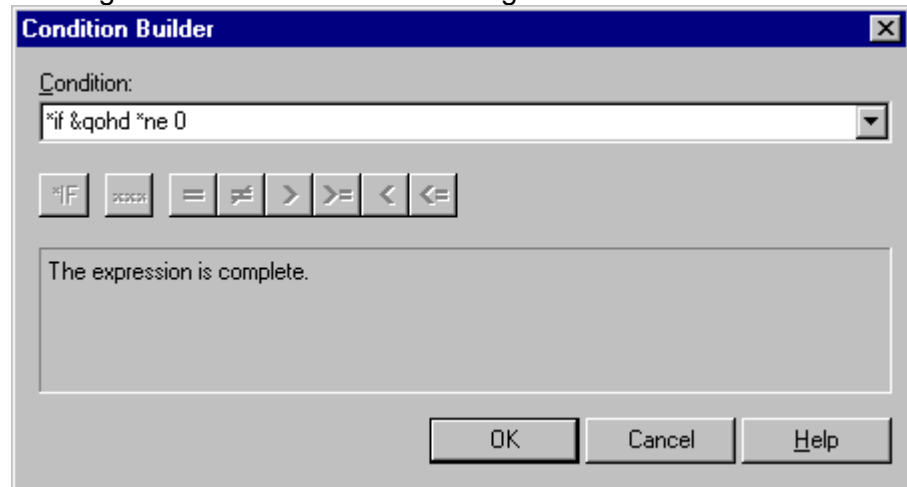 Condition Builder
Condition:
*if &qohd *ne 0
*IF xxxx = ≠ > >= < <=
The expression is complete.
OK Cancel Help